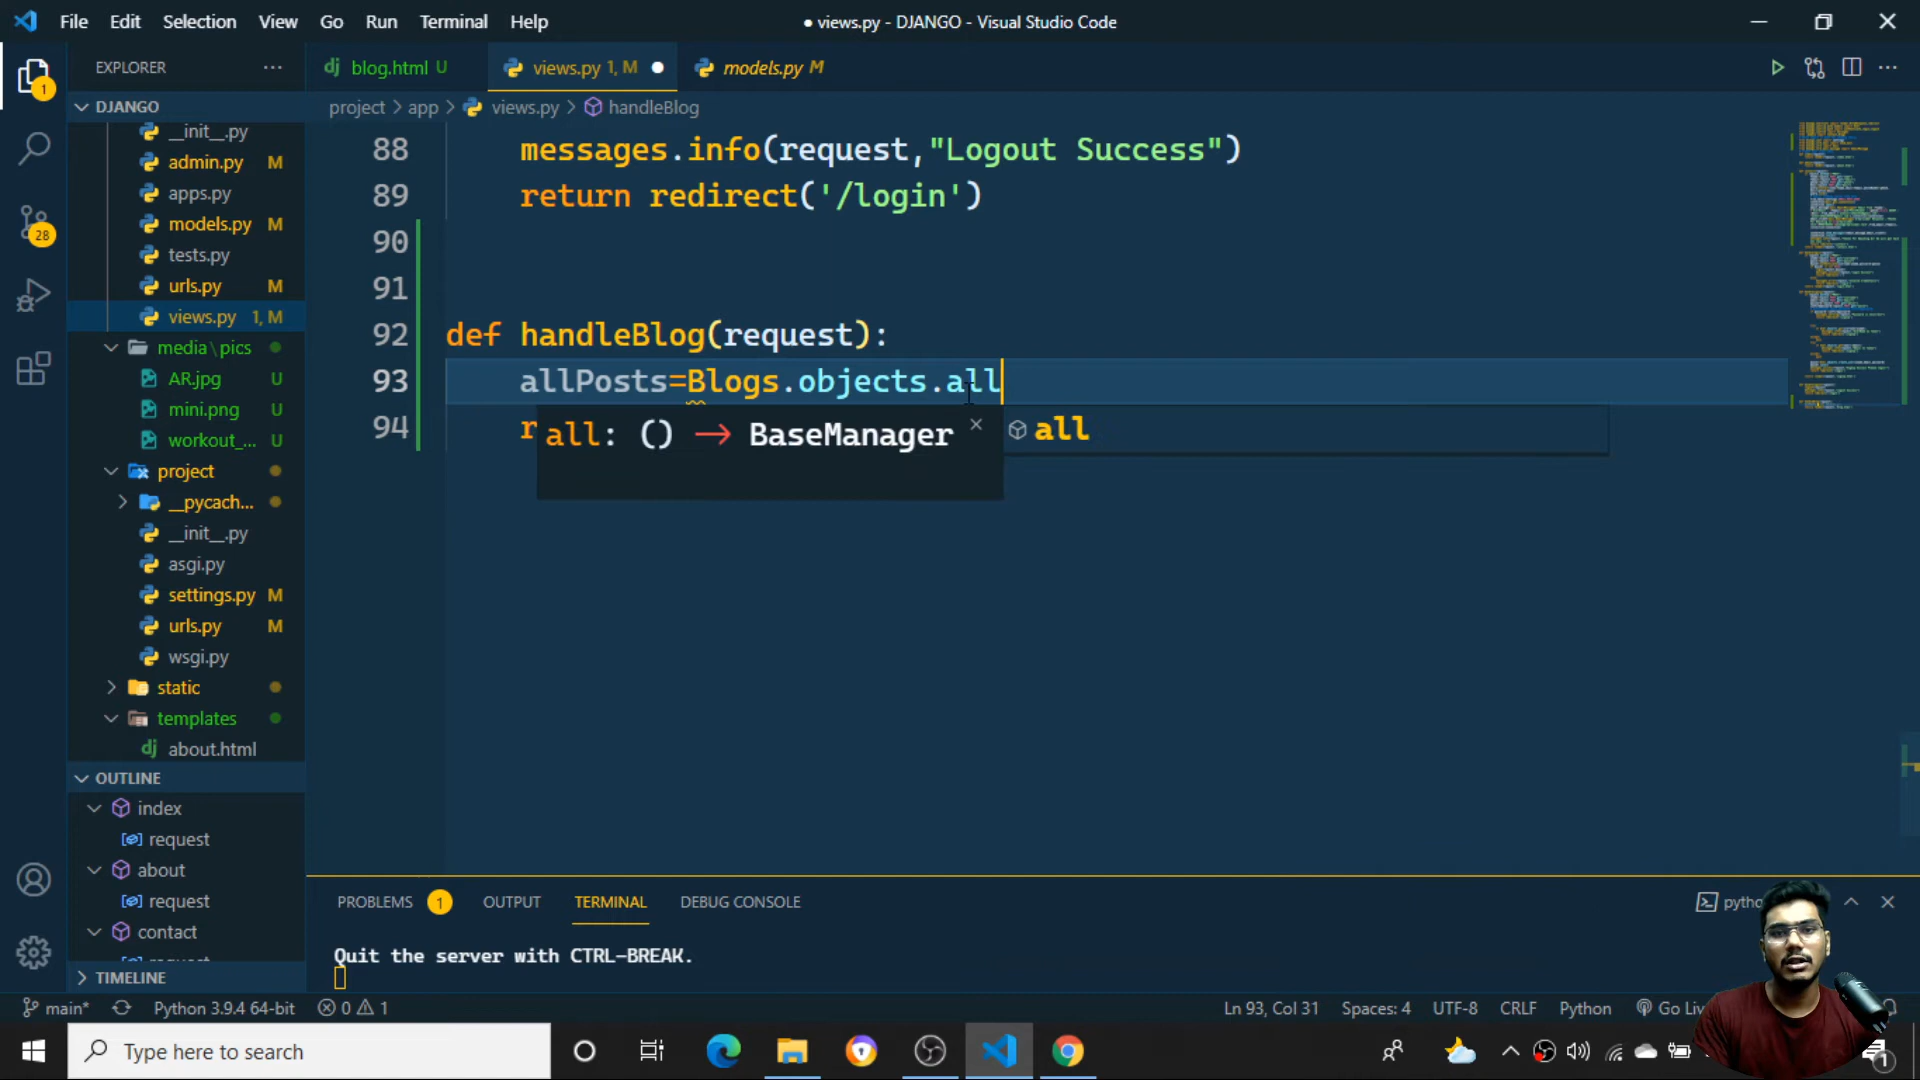 File Edit Selection View Go Run Terminal Help
● views.py - DJANGO - Visual Studio Code
EXPLORER ···
blog.html U
views.py 1, M ●
models.py M
DJANGO
project > app > views.py > handleBlog
__init__.py
admin.py M
apps.py
models.py M
tests.py
urls.py M
views.py 1, M
media\pics
AR.jpg U
mini.png U
workout_... U
project
__pycach...
__init__.py
asgi.py
settings.py M
urls.py M
wsgi.py
static
templates
about.html
OUTLINE
index
request
about
request
contact
TIMELINE
1
28
88 messages.info(request,"Logout Success")
89 return redirect('/login')
90
91
92 def handleBlog(request):
93 allPosts=Blogs.objects.all
94 r
all: () → BaseManager ×
all
PROBLEMS 1 OUTPUT TERMINAL DEBUG CONSOLE
Quit the server with CTRL-BREAK.
main* Python 3.9.4 64-bit 0 1
Ln 93, Col 31 Spaces: 4 UTF-8 CRLF Python
Type here to search
1